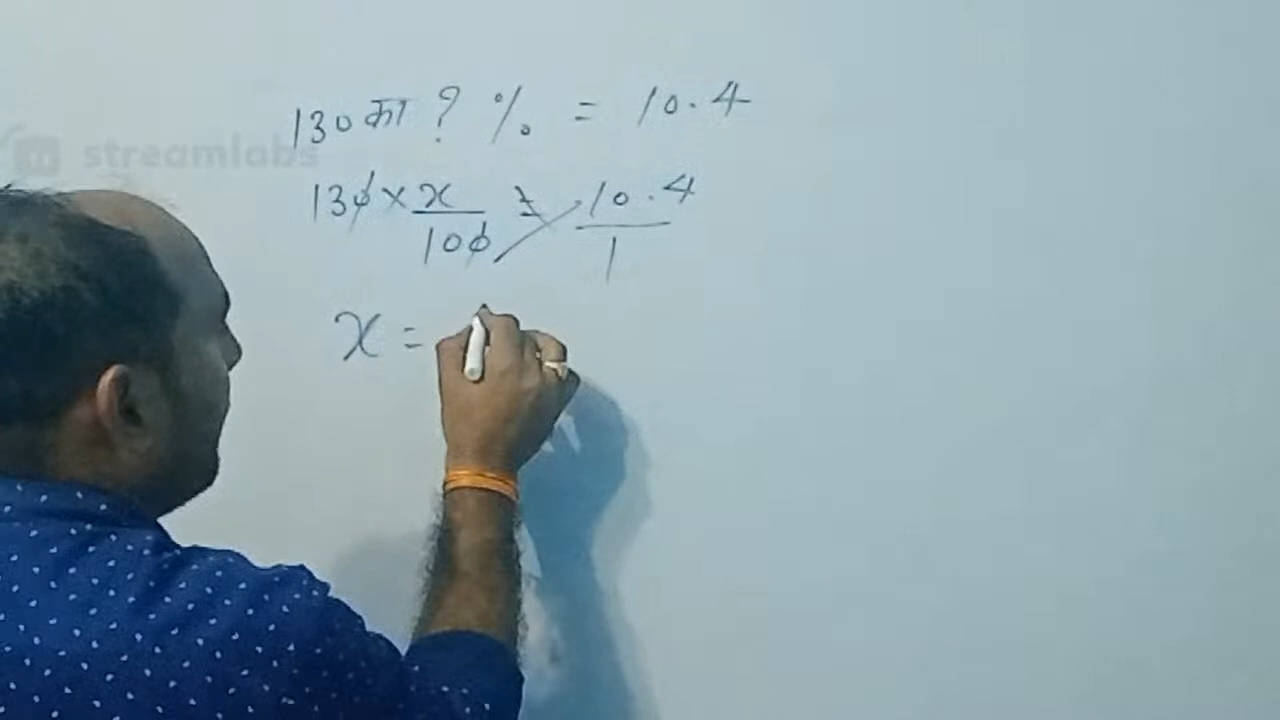 130 का ? % = 10.4
streamlabs
130 × x/100 = 10.4/1
x =